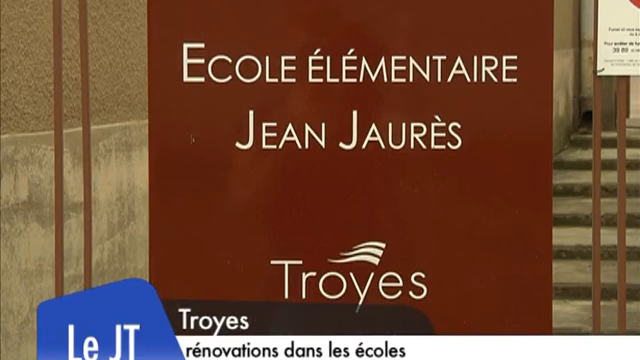 ECOLE ÉLÉMENTAIRE
JEAN JAURÈS
Troyes
Le JT
Troyes
rénovations dans les écoles